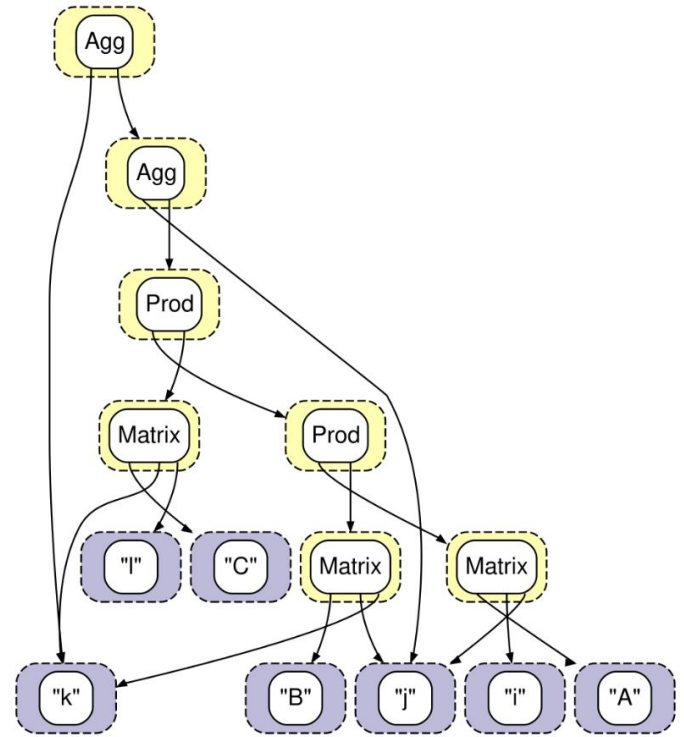 Agg
Agg
Prod
Matrix
Prod
"l"
"C"
Matrix
Matrix
"k"
"B"
"j"
"i"
"A"